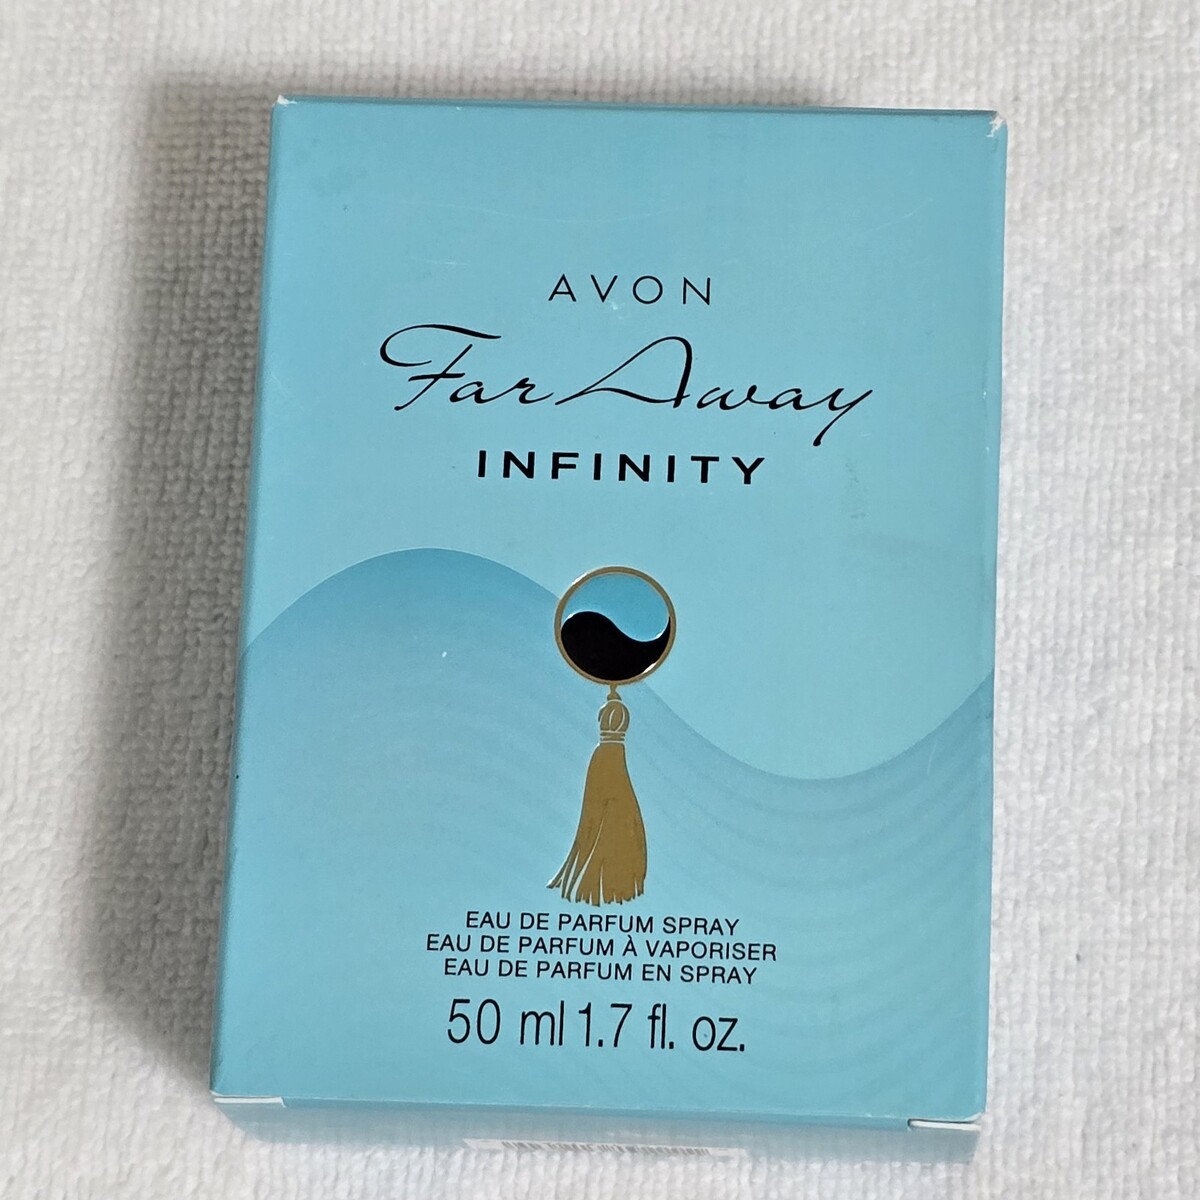 AVON
Far Away
INFINITY
EAU DE PARFUM SPRAY
EAU DE PARFUM À VAPORISER
EAU DE PARFUM EN SPRAY
50 ml 1.7 fl. oz.